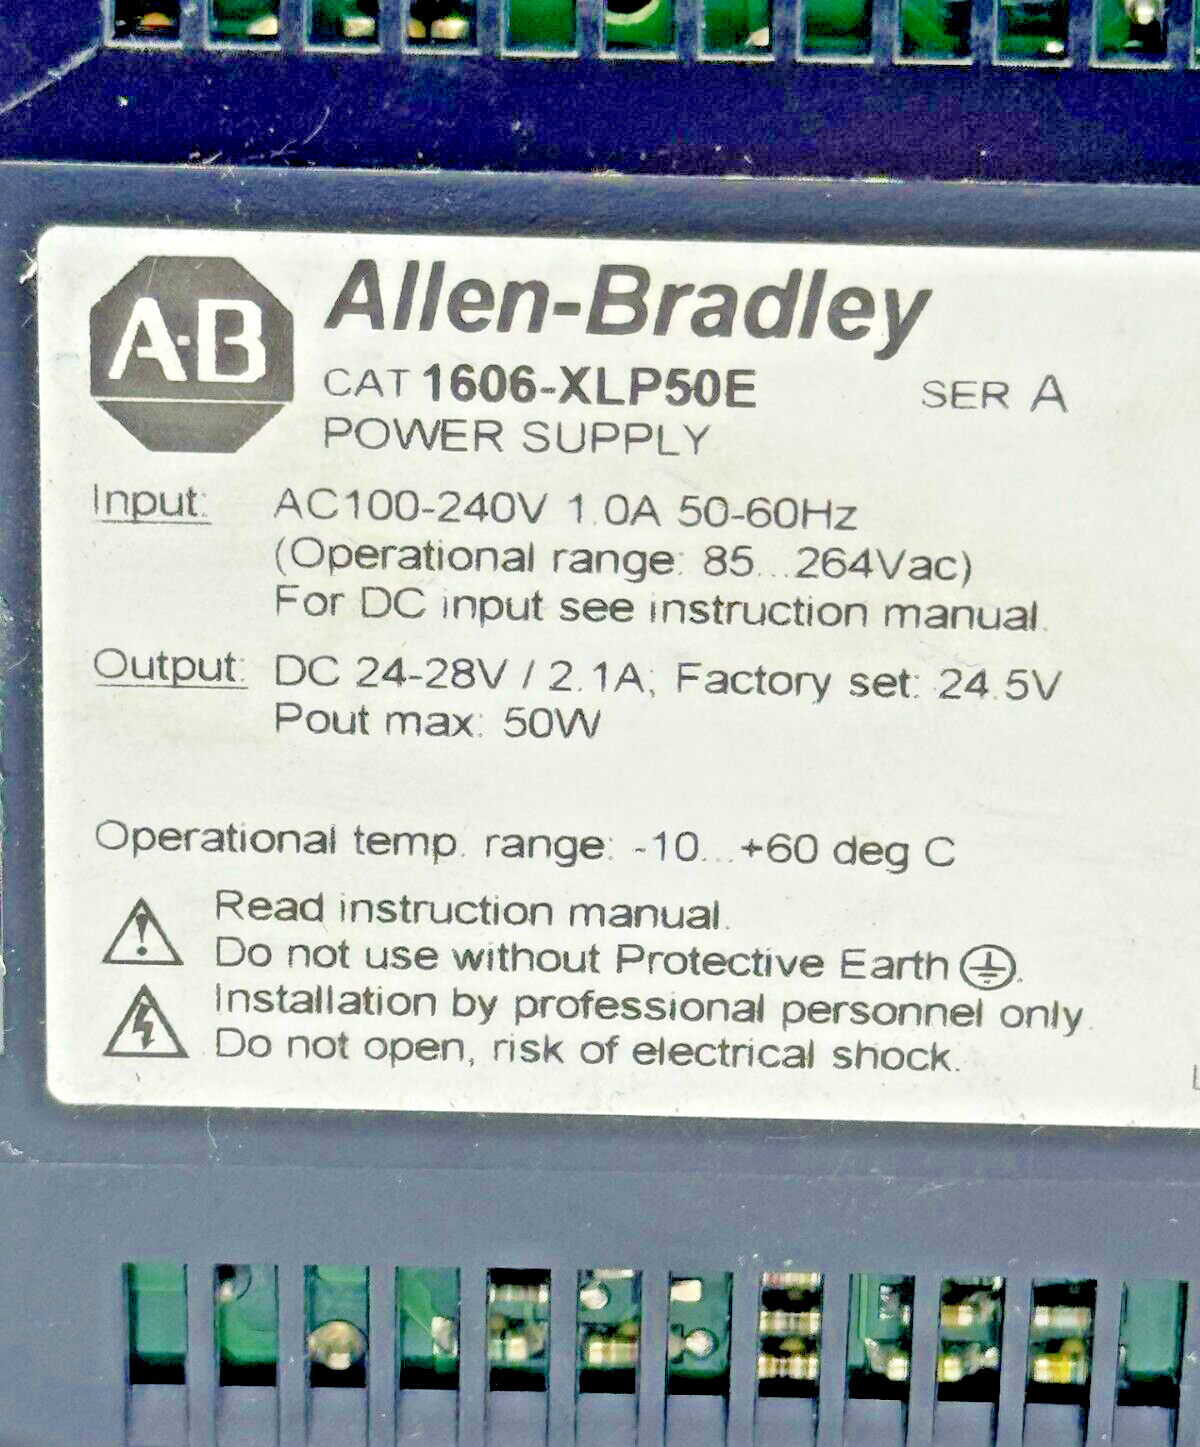 A-B
Allen-Bradley
CAT 1606-XLP50E SER A
POWER SUPPLY
Input: AC100-240V 1.0A 50-60Hz
(Operational range: 85...264Vac)
For DC input see instruction manual.
Output: DC 24-28V / 2.1A; Factory set: 24.5V
Pout max: 50W
Operational temp. range: -10...+60 deg C
Read instruction manual.
Do not use without Protective Earth.
Installation by professional personnel only.
Do not open, risk of electrical shock.